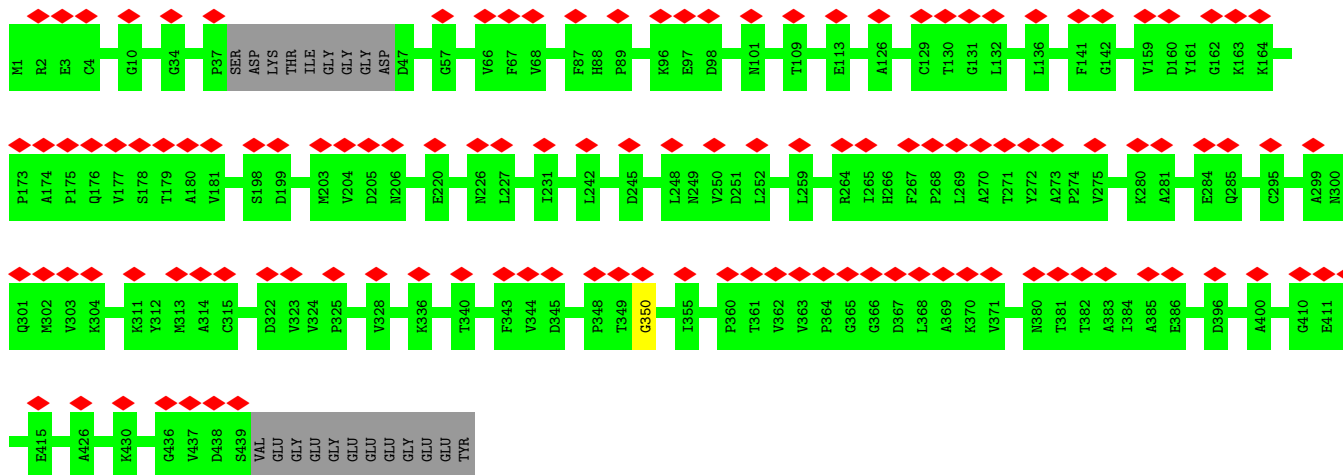 M1 R2 E3 C4 G10 G34 P37 SER ASP LYS THR ILE GLY GLY GLY ASP D47 G57 V66 F67 V68 F87 H88 P89 K96 E97 D98 N101 T109 E113 A126 C129 T130 G131 L132 L136 F141 G142 V159 D160 Y161 G162 K163 K164
P173 A174 P175 Q176 V177 S178 T179 A180 V181 S198 D199 M203 V204 D205 N206 E220 N226 L227 I231 L242 D245 L248 N249 V250 D251 L252 L259 R264 I265 H266 F267 P268 L269 A270 T271 Y272 A273 P274 V275 K280 A281 E284 Q285 C295 A299 N300
Q301 M302 V303 K304 K311 Y312 M313 A314 C315 D322 V323 V324 P325 V328 K336 T340 F343 V344 D345 P348 T349 G350 I355 P360 T361 V362 V363 P364 G365 G366 D367 L368 A369 K370 V371 N380 T381 T382 A383 I384 A385 E386 D396 A400 G410 E411
E415 A426 K430 G436 V437 D438 S439 VAL GLU GLY GLU GLY GLU GLU GLU GLY GLU GLU TYR